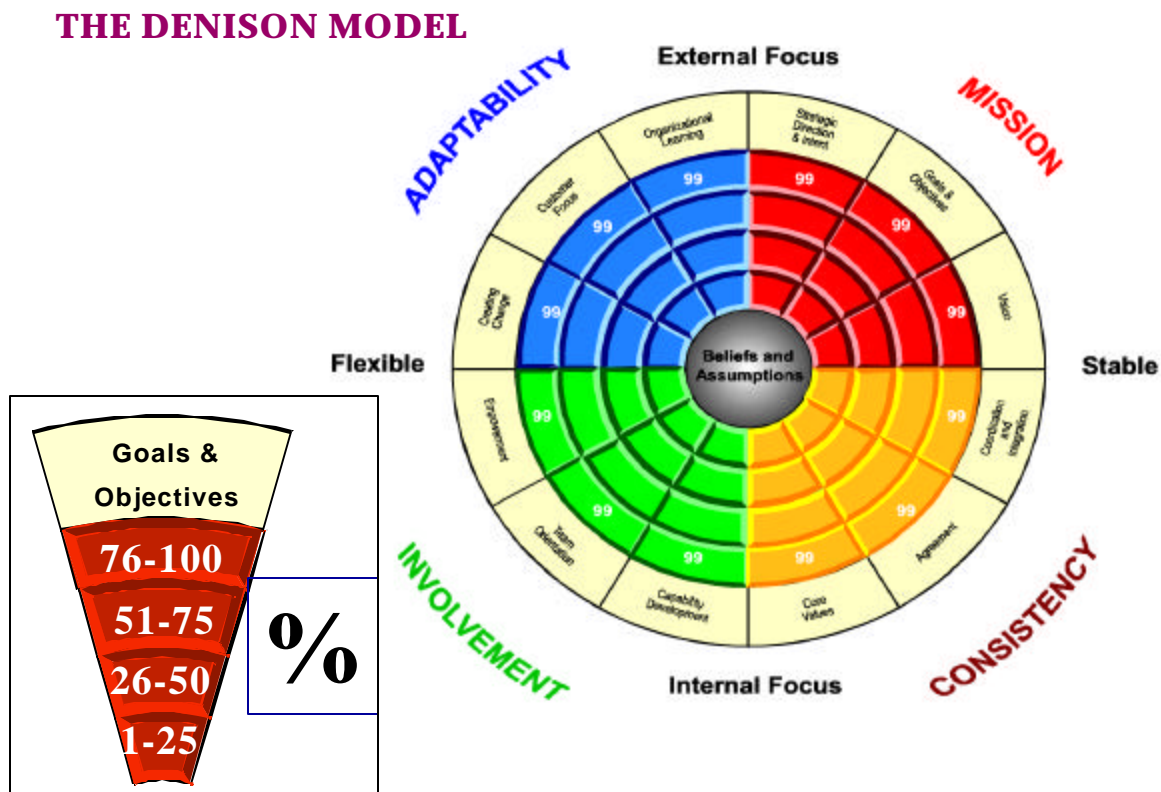 THE DENISON MODEL
External Focus
ADAPTABILITY
MISSION
Organizational
Learning
Strategic
Direction
& Intent
Customer
Focus
Goals &
Objectives
Creating
Change
Vision
99
99
99
99
99
99
Flexible
Beliefs and
Assumptions
Stable
99
99
99
99
99
99
Empowerment
Coordination
and
Integration
Team
Orientation
Agreement
Capability
Development
Core
Values
INVOLVEMENT
CONSISTENCY
Internal Focus
Goals &
Objectives
76-100
51-75
26-50
1-25
%